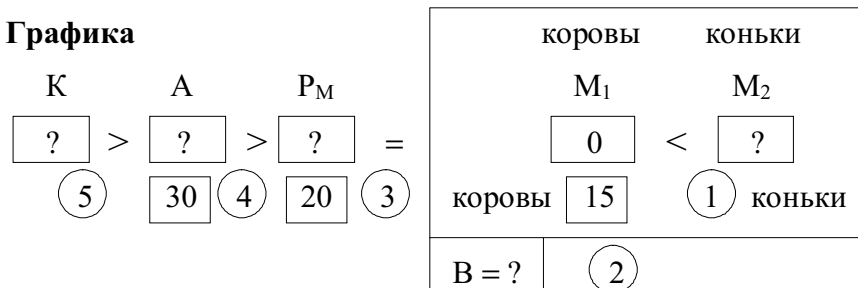 Графика
коровы коньки
К А Р_М М₁ М₂
? > ? > ? = 0 < ?
5 30 4 20 3 коровы 15 1 коньки
В = ? 2